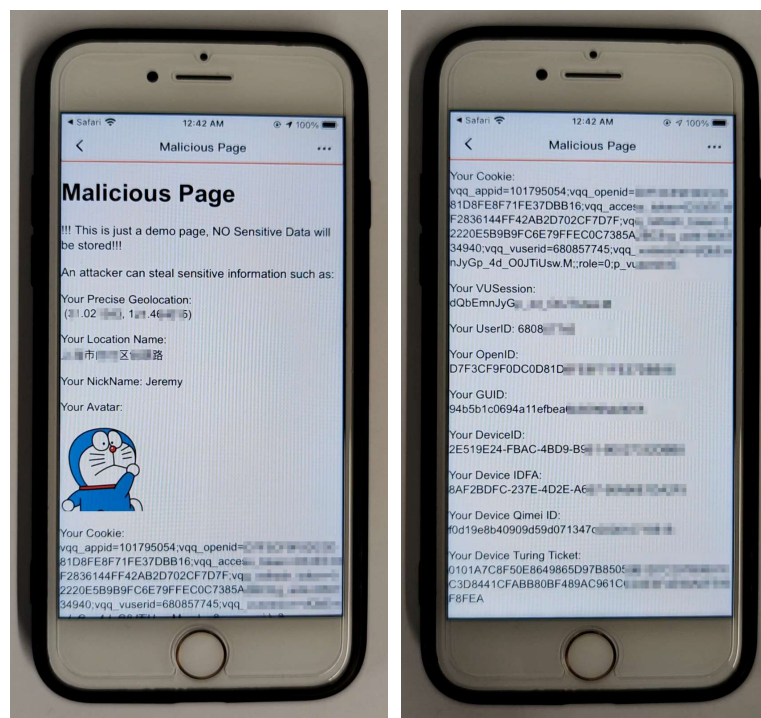 Safari
12:42 AM
100%
Malicious Page
Malicious Page
!!! This is just a demo page, NO Sensitive Data will
be stored!!!
An attacker can steal sensitive information such as:
Your Precise Geolocation:
Your Location Name:
市 区 路
Your NickName: Jeremy
Your Avatar:
Your Cookie:
vqq_appid=101795054;vqq_openid=
81D8FE8F71FE37DBB16;vqq_acces
F2836144FF42AB2D702CF7D7F;vq
2220E5B9B9FC6E79FFEC0C7385A
34940;vqq_vuserid=680857745;vqq_
Safari
12:42 AM
100%
Malicious Page
Your Cookie:
vqq_appid=101795054;vqq_openid=
81D8FE8F71FE37DBB16;vqq_acces
F2836144FF42AB2D702CF7D7F;vq
2220E5B9B9FC6E79FFEC0C7385A
34940;vqq_vuserid=680857745;vqq_
nJyGp_4d_O0JTiUsw.M;;role=0;p_vu
Your VUSession:
dQbEmnJyG
Your UserID: 6808
Your OpenID:
D7F3CF9F0DC0D81D
Your GUID:
94b5b1c0694a11efbea
Your DeviceID:
2E519E24-FBAC-4BD9-B9
Your Device IDFA:
8AF2BDFC-237E-4D2E-A6
Your Device Qimei ID:
f0d19e8b40909d59d071347c
Your Device Turing Ticket:
0101A7C8F50E8649865D97B8505
C3D8441CFABB80BF489AC961C
F8FEA